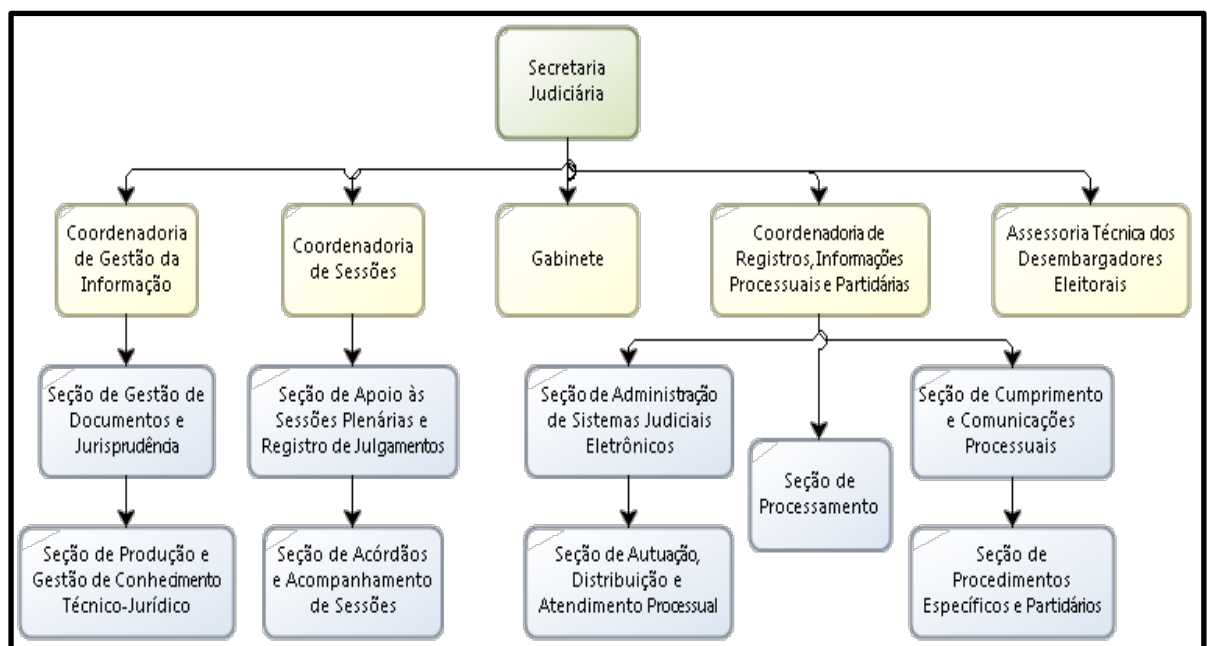 Secretaria
Judiciária
Coordenadoria
de Gestão da
Informação
Coordenadoria
de Sessões
Gabinete
Coordenadoria de
Registros, Informações
Processuais e Partidárias
Assessoria Técnica dos
Desembargadores
Eleitorais
Seção de Gestão de
Documentos e
Jurisprudência
Seção de Apoio às
Sessões Plenárias e
Registro de Julgamentos
Seção de Administração
de Sistemas Judiciais
Eletrônicos
Seção de
Processamento
Seção de Cumprimento
e Comunicações
Processuais
Seção de Produção e
Gestão de Conhecimento
Técnico-Jurídico
Seção de Acórdãos
e Acompanhamento
de Sessões
Seção de Autuação,
Distribuição e
Atendimento Processual
Seção de
Procedimentos
Específicos e Partidários